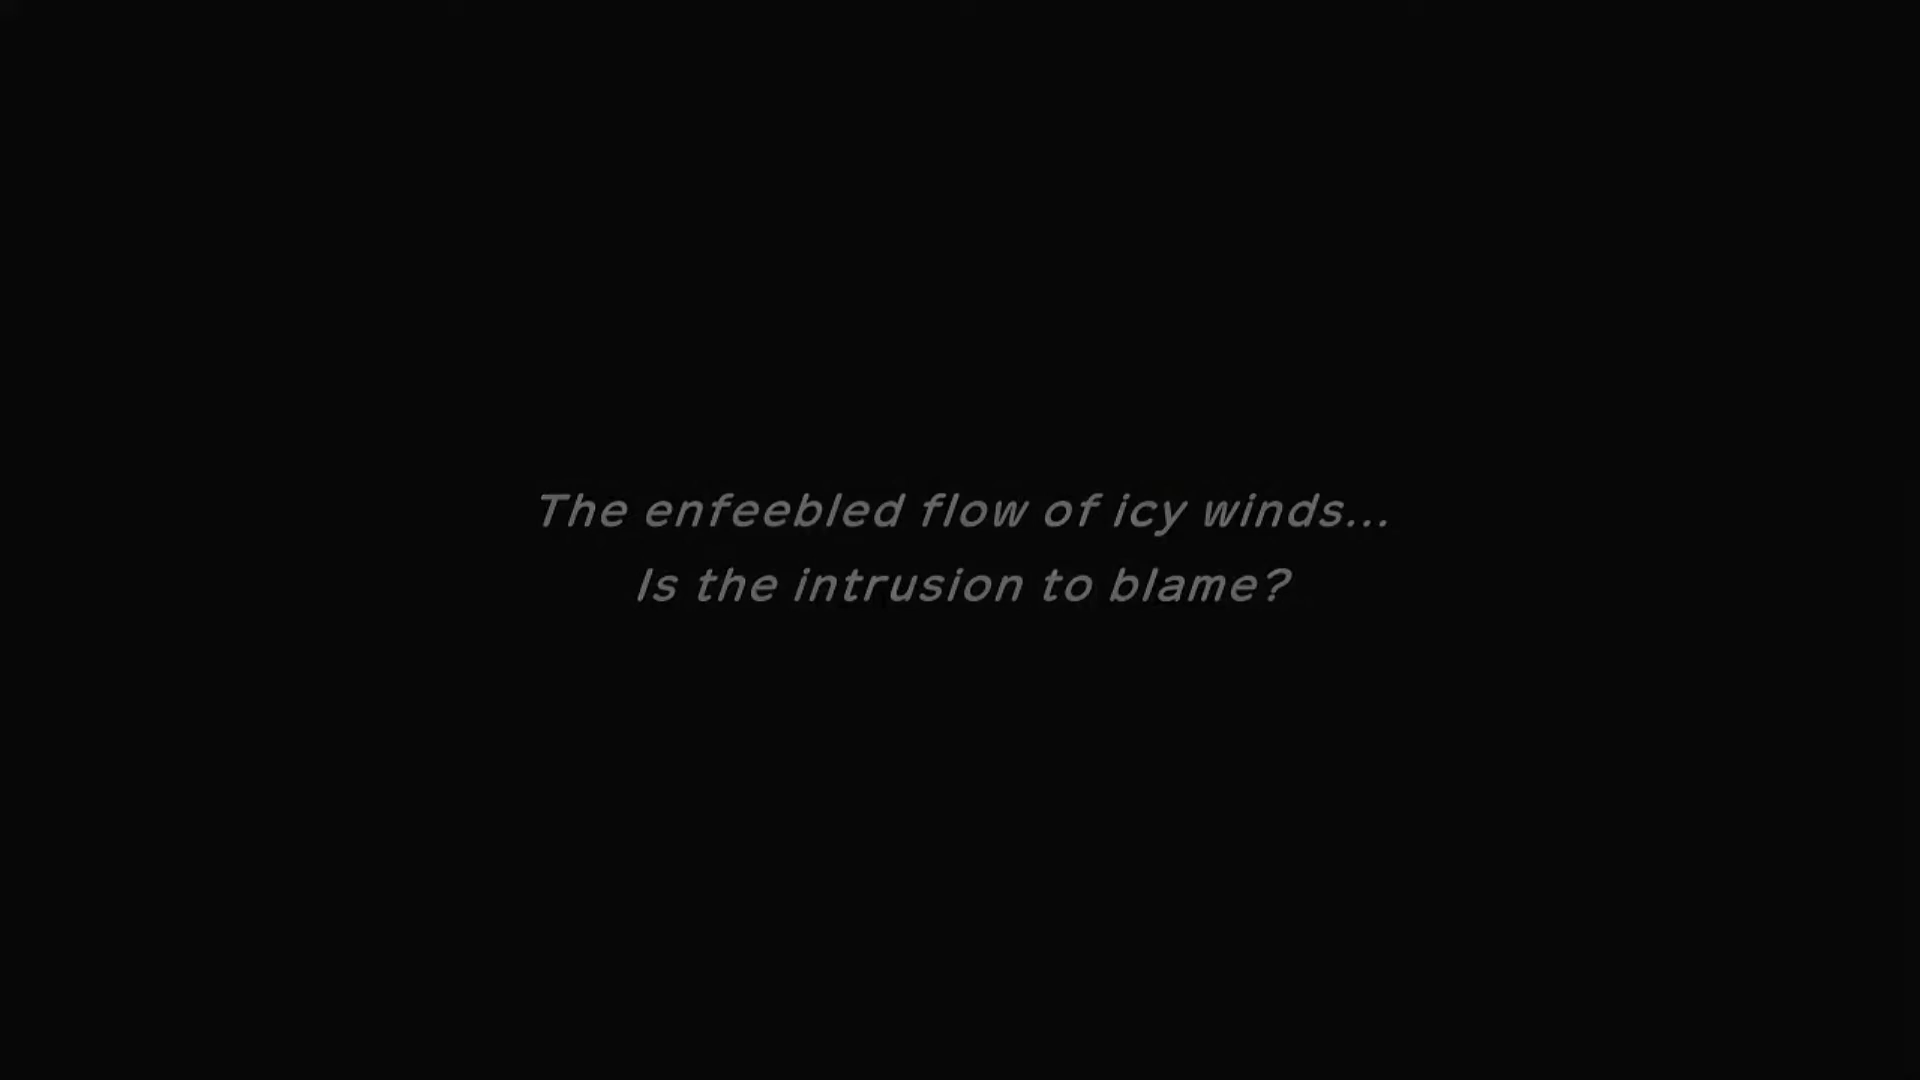 The enfeebled flow of icy winds...
Is the intrusion to blame?